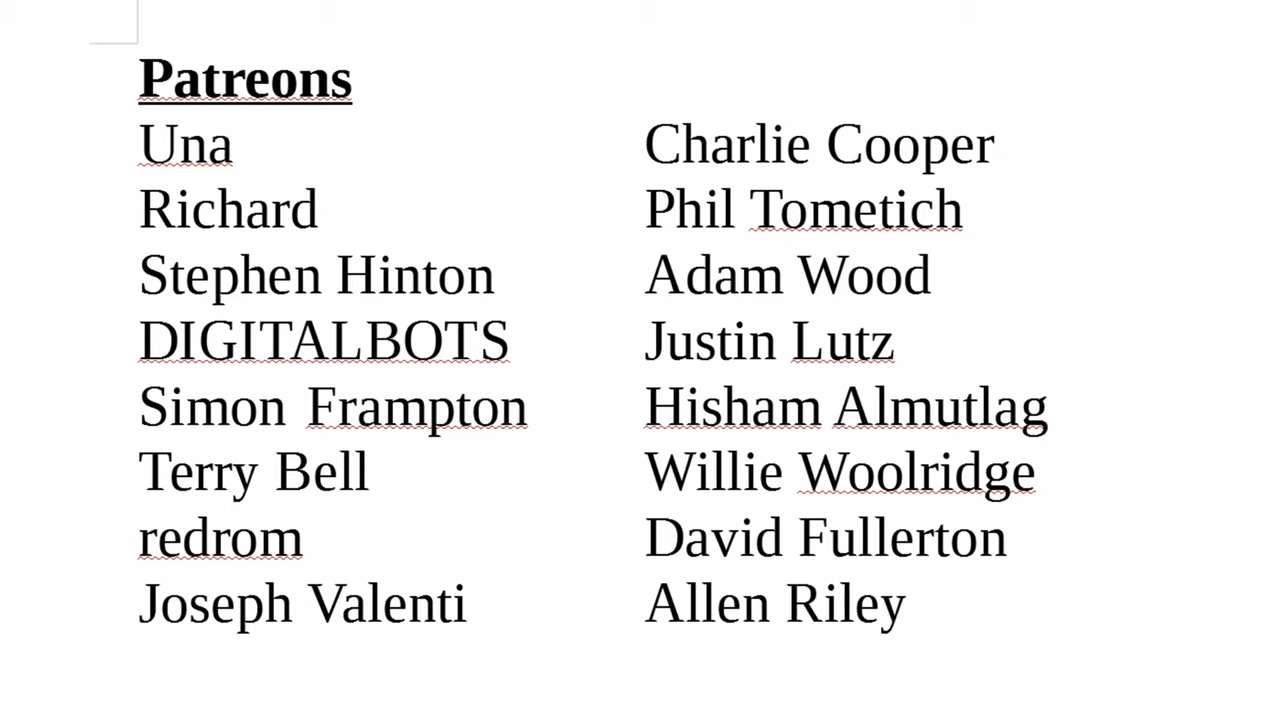 Patreons
Una
Richard
Stephen Hinton
DIGITALBOTS
Simon Frampton
Terry Bell
redrom
Joseph Valenti
Charlie Cooper
Phil Tometich
Adam Wood
Justin Lutz
Hisham Almutlag
Willie Woolridge
David Fullerton
Allen Riley